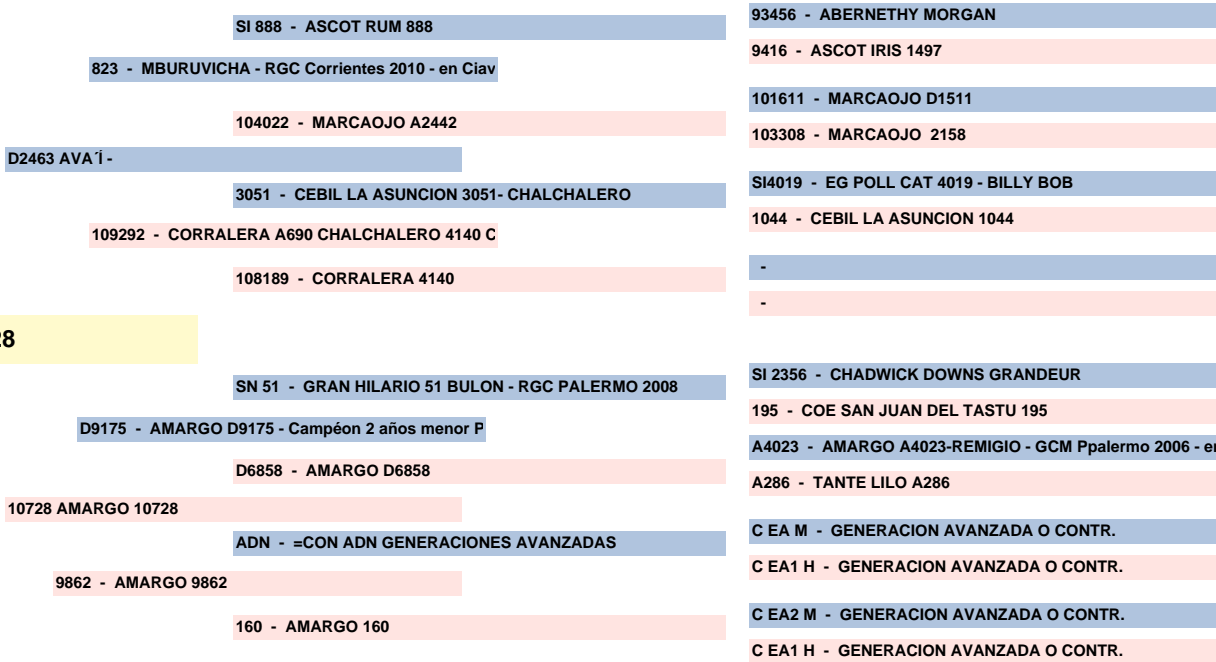 SI 888 - ASCOT RUM 888
823 - MBURUVICHA - RGC Corrientes 2010 - en Ciav
104022 - MARCAOJO A2442
D2463 AVA´Í -
3051 - CEBIL LA ASUNCION 3051- CHALCHALERO
109292 - CORRALERA A690 CHALCHALERO 4140 C
108189 - CORRALERA 4140
28
SN 51 - GRAN HILARIO 51 BULON - RGC PALERMO 2008
D9175 - AMARGO D9175 - Campéon 2 años menor P
D6858 - AMARGO D6858
10728 AMARGO 10728
ADN - =CON ADN GENERACIONES AVANZADAS
9862 - AMARGO 9862
160 - AMARGO 160
93456 - ABERNETHY MORGAN
9416 - ASCOT IRIS 1497
101611 - MARCAOJO D1511
103308 - MARCAOJO 2158
SI4019 - EG POLL CAT 4019 - BILLY BOB
1044 - CEBIL LA ASUNCION 1044
-
-
SI 2356 - CHADWICK DOWNS GRANDEUR
195 - COE SAN JUAN DEL TASTU 195
A4023 - AMARGO A4023-REMIGIO - GCM Ppalermo 2006 - en
A286 - TANTE LILO A286
C EA M - GENERACION AVANZADA O CONTR.
C EA1 H - GENERACION AVANZADA O CONTR.
C EA2 M - GENERACION AVANZADA O CONTR.
C EA1 H - GENERACION AVANZADA O CONTR.